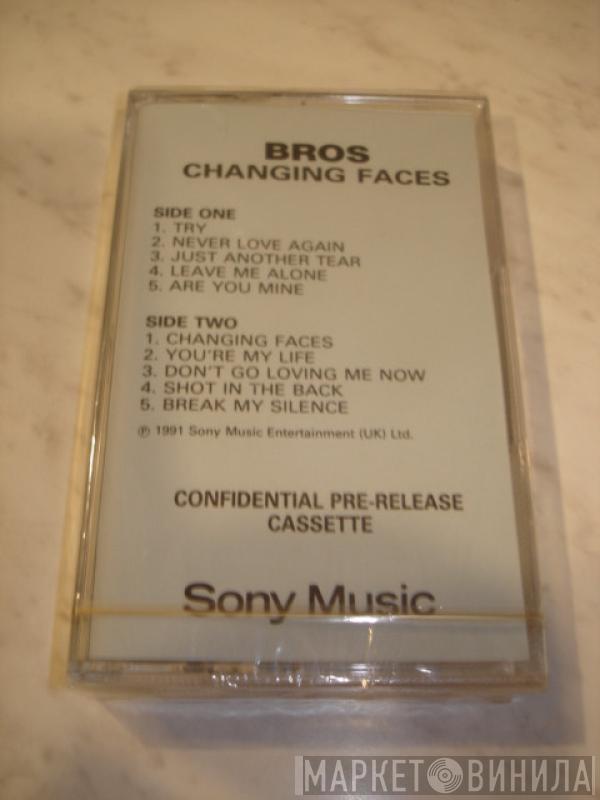 BROS
CHANGING FACES
SIDE ONE
1. TRY
2. NEVER LOVE AGAIN
3. JUST ANOTHER TEAR
4. LEAVE ME ALONE
5. ARE YOU MINE
SIDE TWO
1. CHANGING FACES
2. YOU'RE MY LIFE
3. DON'T GO LOVING ME NOW
4. SHOT IN THE BACK
5. BREAK MY SILENCE
℗ 1991 Sony Music Entertainment (UK) Ltd.
CONFIDENTIAL PRE-RELEASE
CASSETTE
Sony Music
МАРКЕТ ВИНИЛА